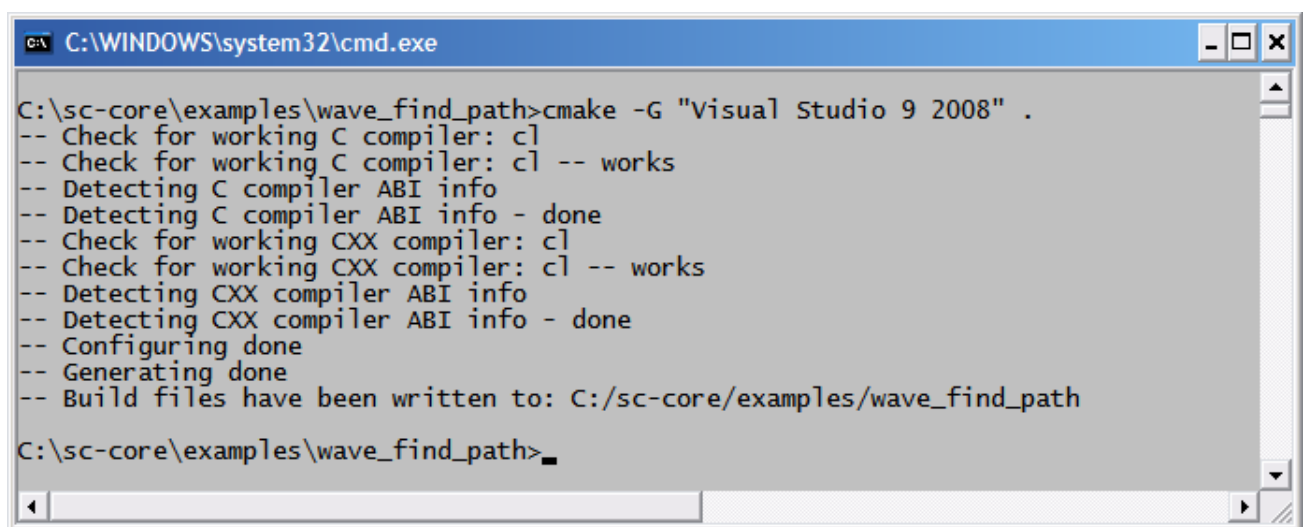 C:\WINDOWS\system32\cmd.exe
C:\sc-core\examples\wave_find_path>cmake -G "Visual Studio 9 2008" .
-- Check for working C compiler: cl
-- Check for working C compiler: cl -- works
-- Detecting C compiler ABI info
-- Detecting C compiler ABI info - done
-- Check for working CXX compiler: cl
-- Check for working CXX compiler: cl -- works
-- Detecting CXX compiler ABI info
-- Detecting CXX compiler ABI info - done
-- Configuring done
-- Generating done
-- Build files have been written to: C:/sc-core/examples/wave_find_path
C:\sc-core\examples\wave_find_path>